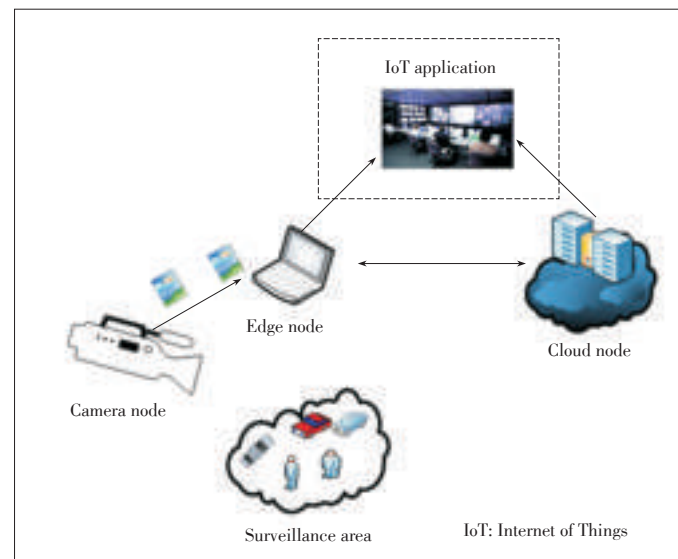 IoT application
Edge node
Cloud node
Camera node
Surveillance area
IoT: Internet of Things